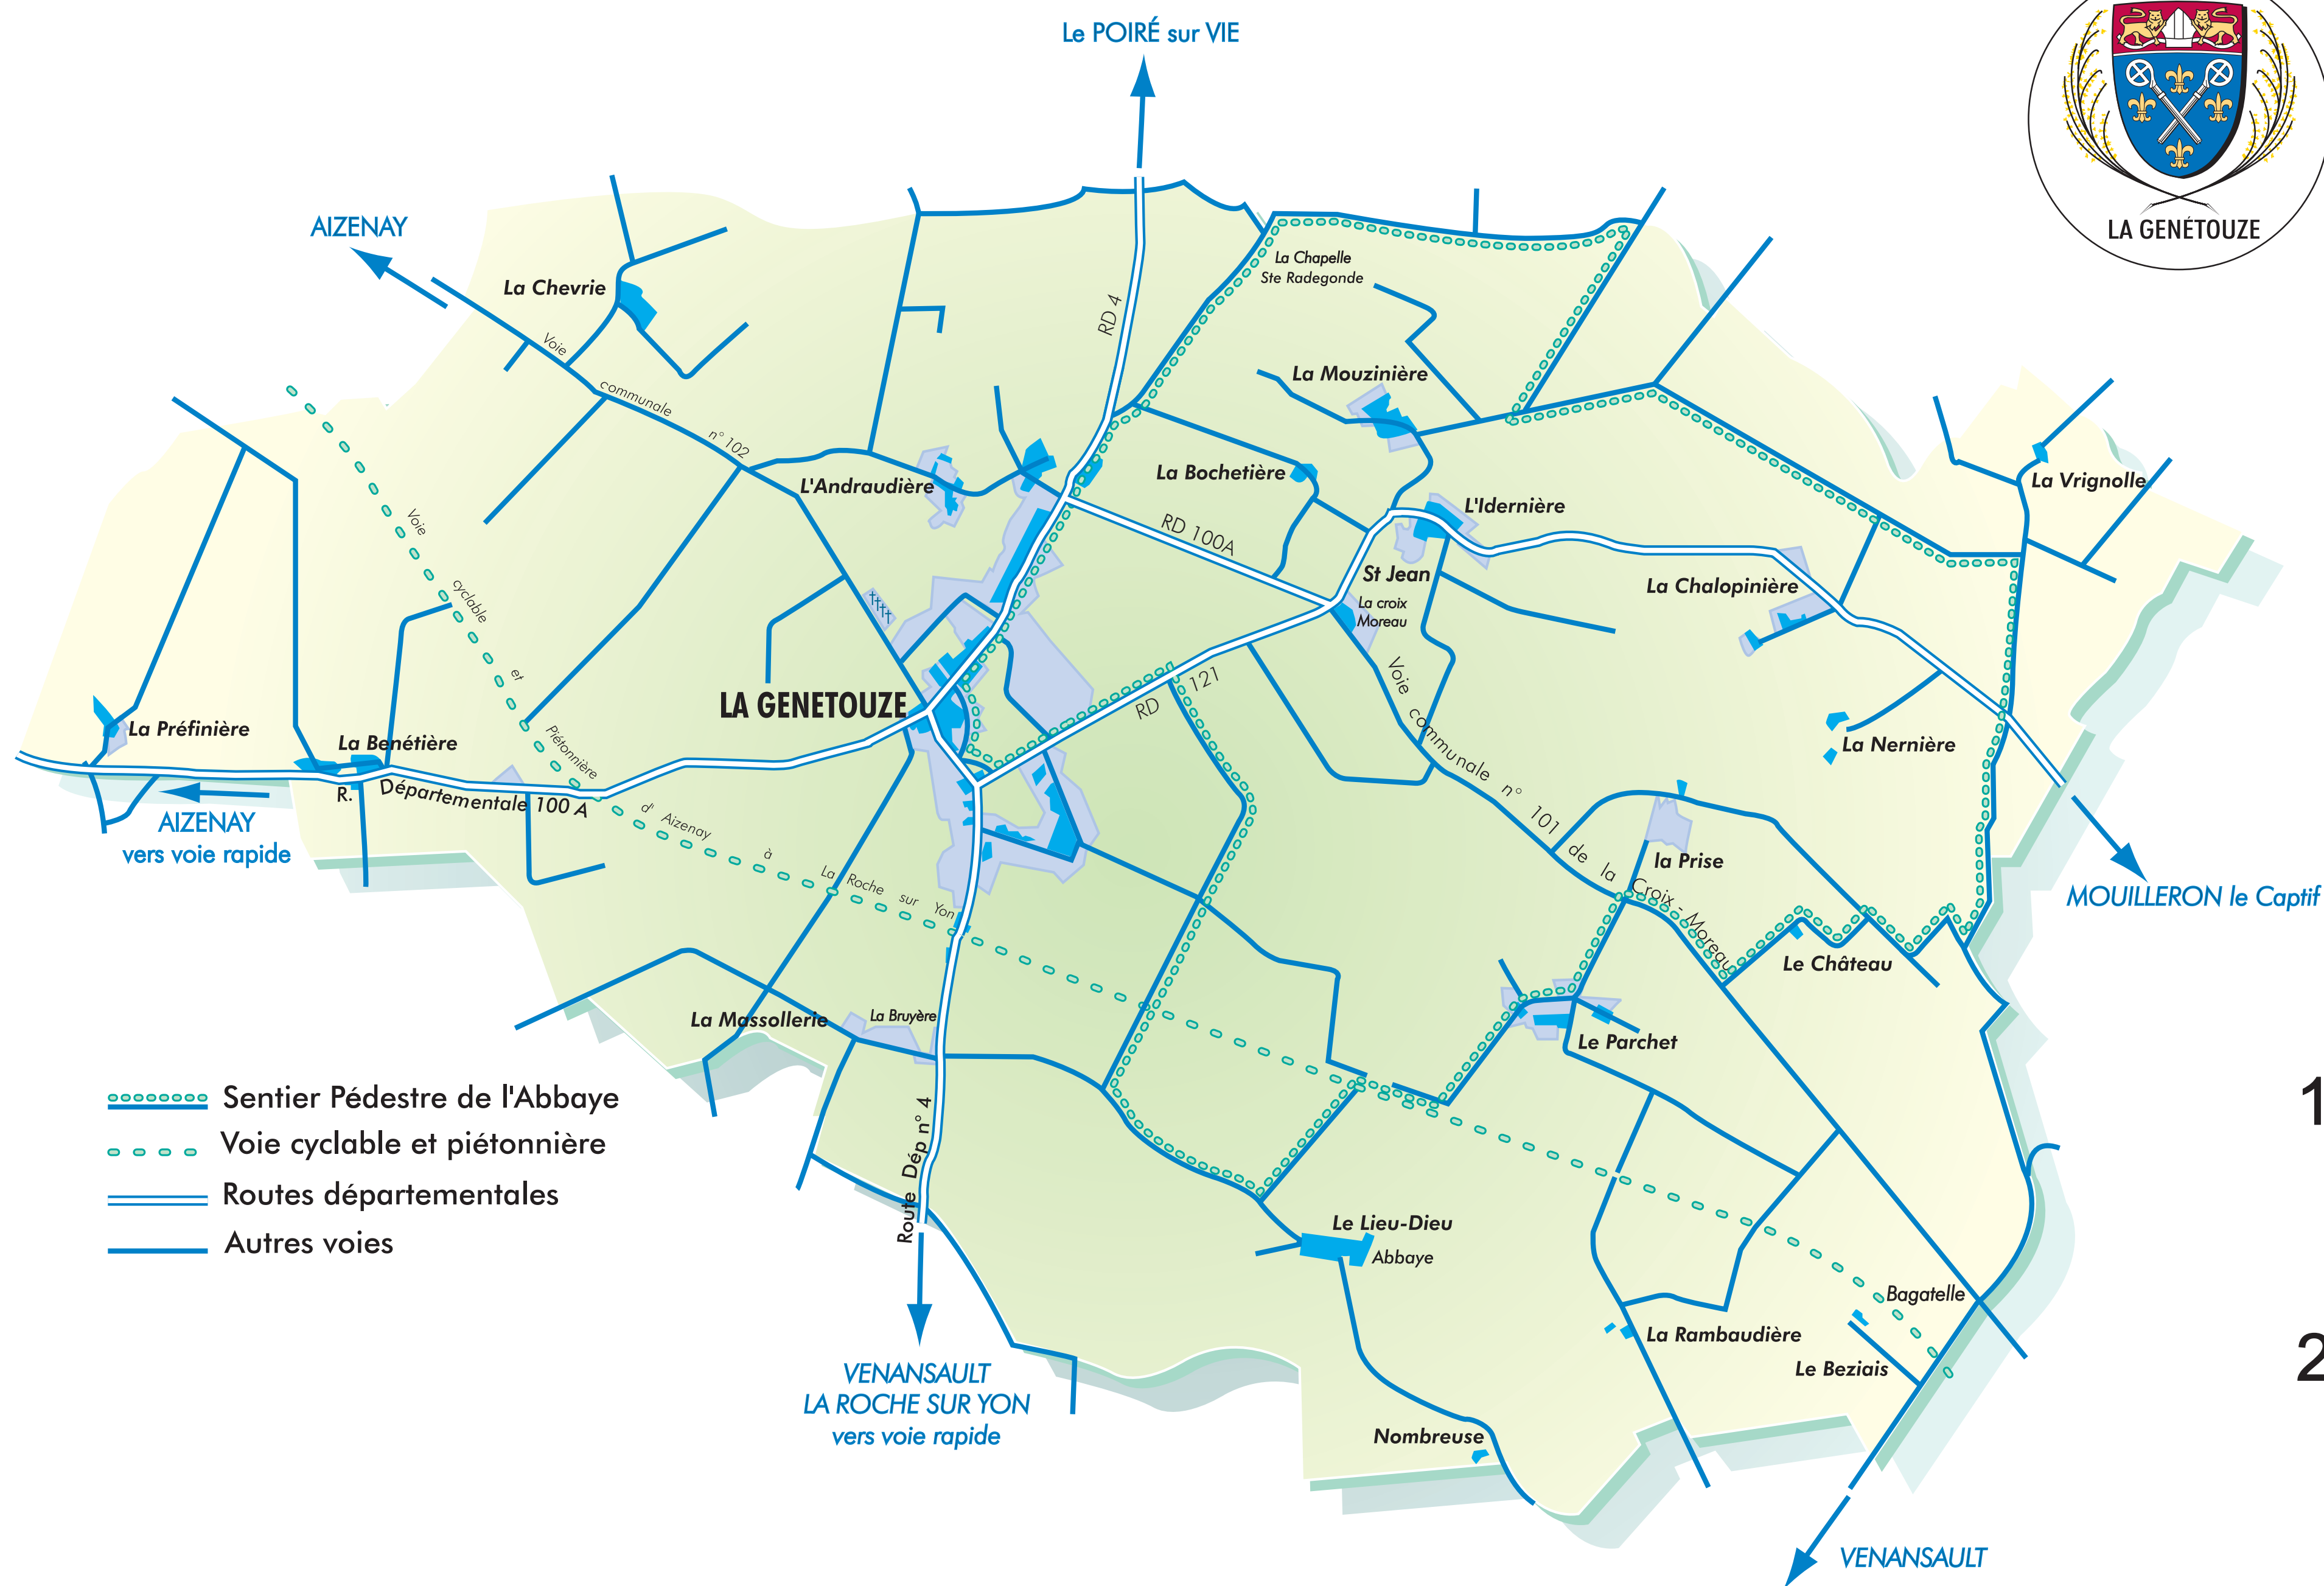 Le POIRÉ sur VIE
LA GENÉTOUZE
AIZENAY
La Chapelle
Ste Radegonde
La Chevrie
RD 4
Voie
communale
n° 102
La Mouzinière
La Bochetière
La Vrignolle
L'Andraudière
L'Idernière
RD 100A
Voie
cyclable
et
Piétonnière
d' Aizenay
à
La Roche sur Yon
St Jean
La croix
Moreau
La Chalopinière
LA GENETOUZE
RD 121
Voie communale n° 101 de la Croix - Moreau
La Préfinière
La Benétière
La Nernière
R. Départementale 100 A
AIZENAY
vers voie rapide
la Prise
MOUILLERON le Captif
Le Château
La Massollerie
La Bruyère
Le Parchet
Sentier Pédestre de l'Abbaye
Voie cyclable et piétonnière
Routes départementales
Autres voies
Route Dép n° 4
1
Le Lieu-Dieu
Abbaye
Bagatelle
La Rambaudière
Le Beziais
2
VENANSAULT
LA ROCHE SUR YON
vers voie rapide
Nombreuse
VENANSAULT